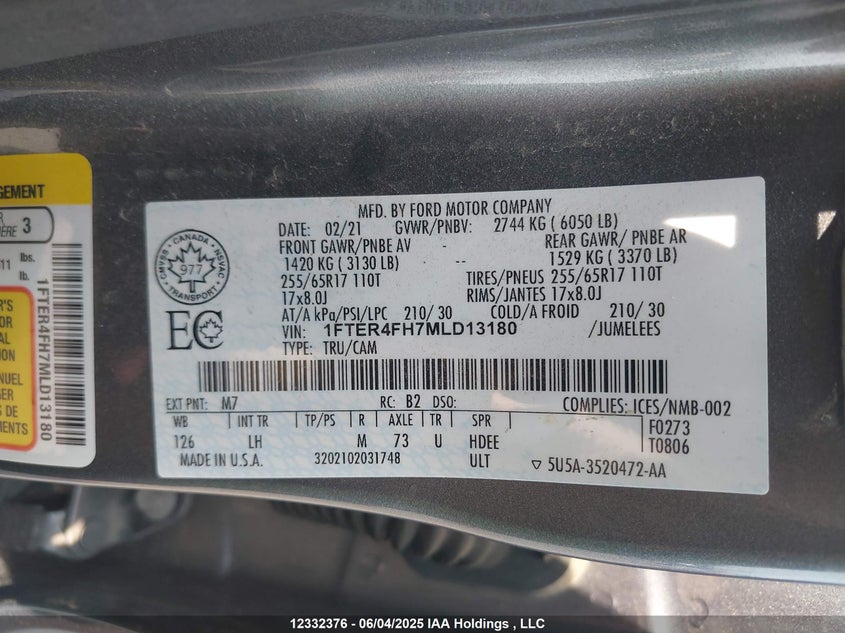 GEMENT
3
lbs.
lb.
1FTER4FH7MLD13180
MFD. BY FORD MOTOR COMPANY
DATE: 02/21 GVWR/PNBV: 2744 KG ( 6050 LB)
FRONT GAWR/PNBE AV REAR GAWR/ PNBE AR
1420 KG ( 3130 LB) -- 1529 KG ( 3370 LB)
255/65R17 110T TIRES/PNEUS 255/65R17 110T
17x8.0J RIMS/JANTES 17x8.0J
AT/A kPa/PSI/LPC 210/ 30 COLD/A FROID 210/ 30
VIN: 1FTER4FH7MLD13180 /JUMELEES
TYPE: TRU/CAM
CANADA
CMVSS NSVAC
977
TRANSPORT
EC
EXT PNT: M7 RC: B2 DSO: COMPLIES: ICES/NMB-002
WB INT TR TP/PS R AXLE TR SPR F0273
126 LH M 73 U HDEE T0806
MADE IN U.S.A. 3202102031748 ULT ▽ 5U5A-3520472-AA
12332376 - 06/04/2025 IAA Holdings , LLC